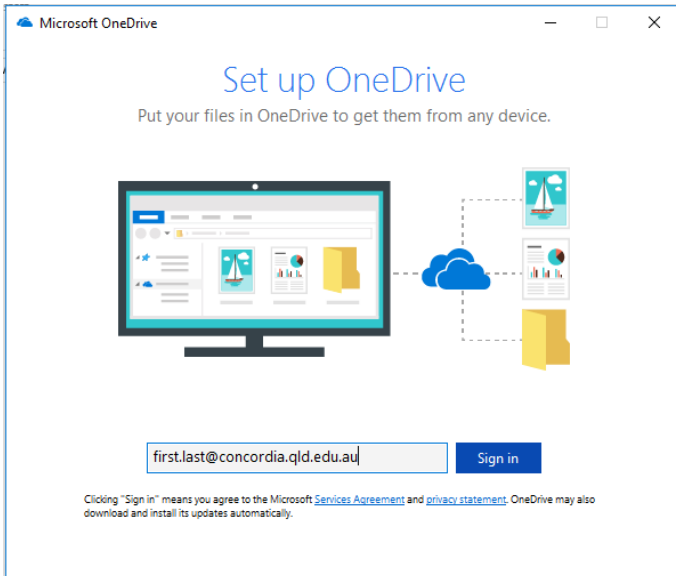 Microsoft OneDrive
Set up OneDrive
Put your files in OneDrive to get them from any device.
first.last@concordia.qld.edu.au
Sign in
Clicking "Sign in" means you agree to the Microsoft Services Agreement and privacy statement. OneDrive may also
download and install its updates automatically.